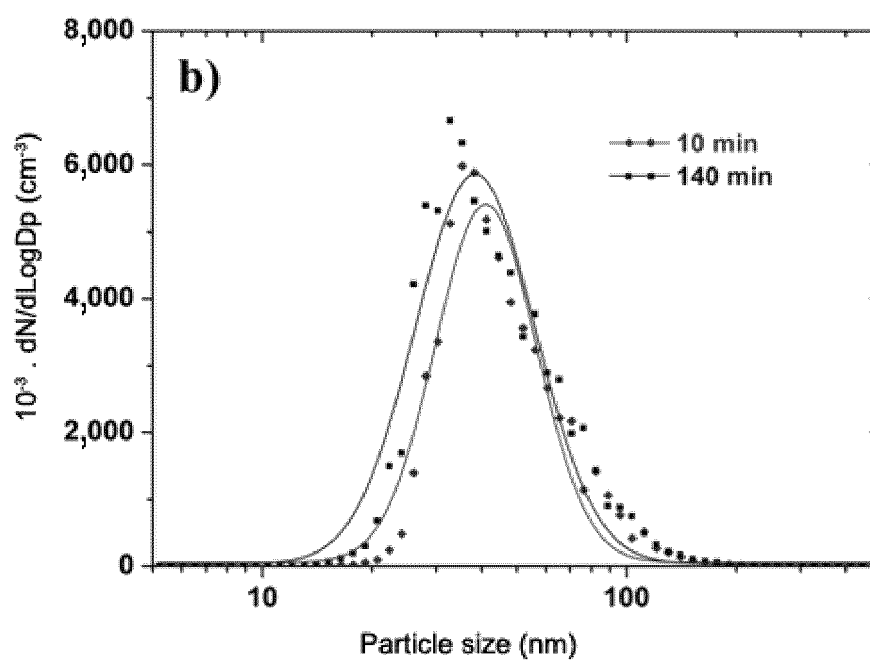 8,000
b)
10 min
6,000
140 min
10⁻³ . dN/dLogDp (cm⁻³)
4,000
2,000
0
10
100
Particle size (nm)